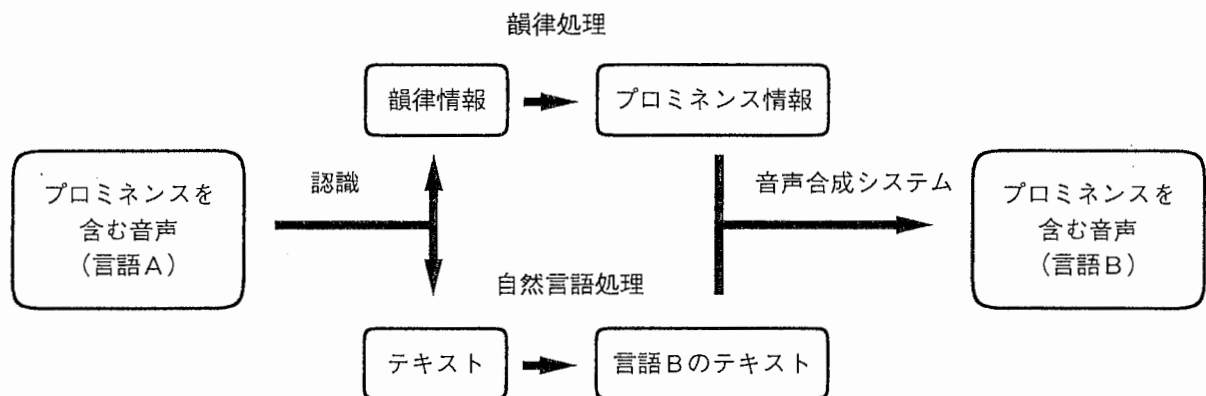 韻律処理
韻律情報
プロミネンス情報
プロミネンスを
含む音声
（言語A）
認識
音声合成システム
プロミネンスを
含む音声
（言語B）
自然言語処理
テキスト
言語Bのテキスト